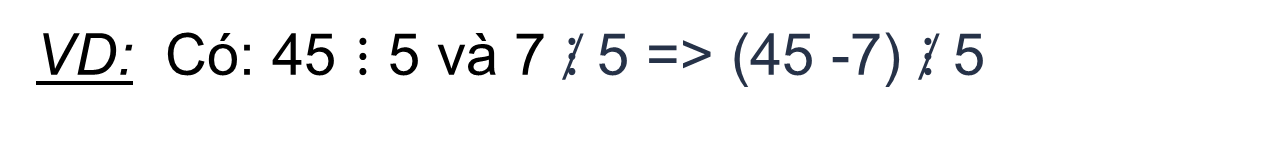 VD: Có: 45 ⋮ 5 và 7 ⋮̸ 5 => (45 -7) ⋮̸ 5